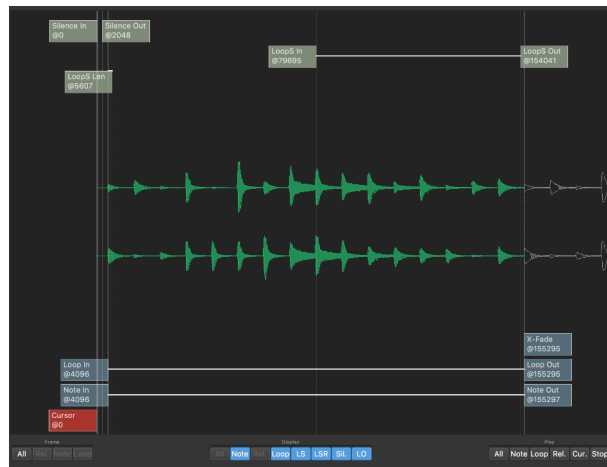 Silence In
@0
Silence Out
@2048
LoopS In
@79695
LoopS Out
@154041
LoopS Len
@5607
X-Fade
@155295
Loop In
@4096
Loop Out
@155295
Note In
@4096
Note Out
@155297
Cursor
@0
Frame
Display
Play
All Rel. Note Loop
All Note Rel. Loop LS LSR Sil. LO
All Note Loop Rel. Cur. Stop